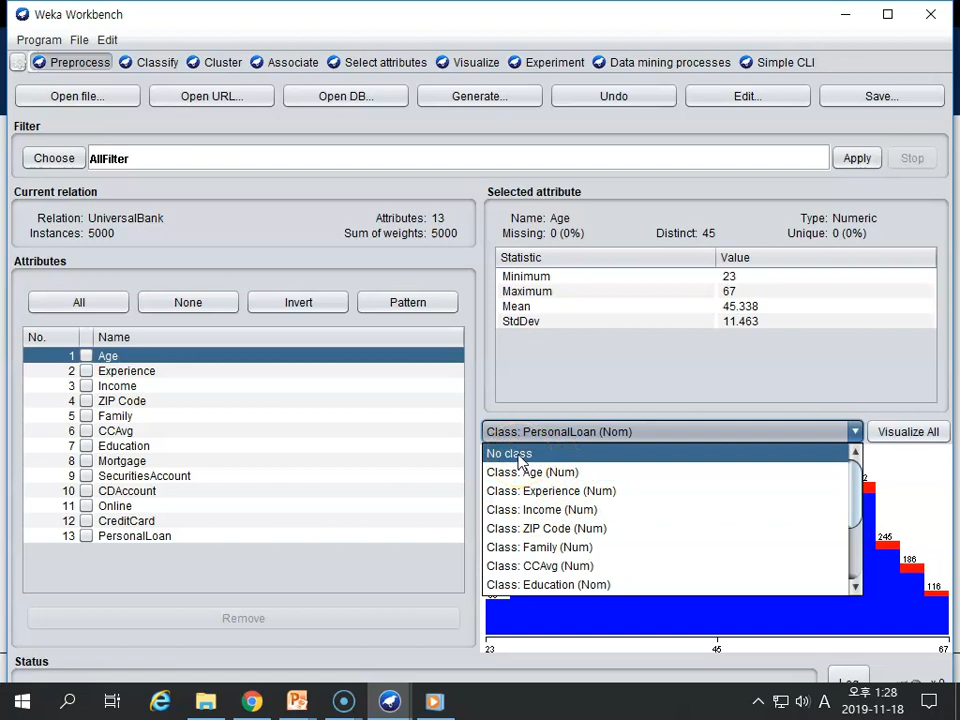 Weka Workbench
Program File Edit
Preprocess Classify Cluster Associate Select attributes Visualize Experiment Data mining processes Simple CLI
Open file... Open URL... Open DB... Generate... Undo Edit... Save...
Filter
Choose AllFilter Apply Stop
Current relation
Relation: UniversalBank Attributes: 13
Instances: 5000 Sum of weights: 5000
Attributes
All None Invert Pattern
No. Name
1 Age
2 Experience
3 Income
4 ZIP Code
5 Family
6 CCAvg
7 Education
8 Mortgage
9 SecuritiesAccount
10 CDAccount
11 Online
12 CreditCard
13 PersonalLoan
Remove
Selected attribute
Name: Age Type: Numeric
Missing: 0 (0%) Distinct: 45 Unique: 0 (0%)
Statistic Value
Minimum 23
Maximum 67
Mean 45.338
StdDev 11.463
Class: PersonalLoan (Nom) Visualize All
No class
Class: Age (Num)
Class: Experience (Num)
Class: Income (Num)
Class: ZIP Code (Num)
Class: Family (Num)
Class: CCAvg (Num)
Class: Education (Nom)
245
186
116
23 45 67
Status
A 오후 1:28
2019-11-18